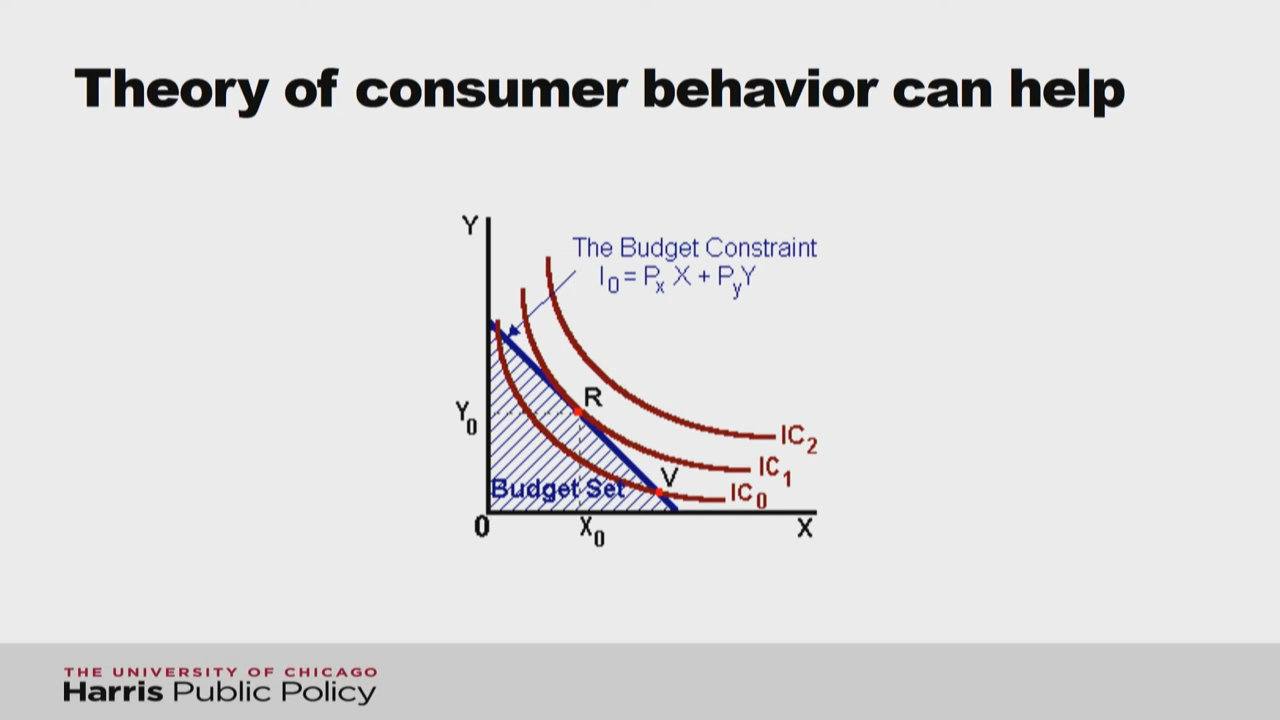 Theory of consumer behavior can help
Y
The Budget Constraint
I₀ = Pₓ X + Pᵧ Y
R
Y₀
IC₂
IC₁
V
Budget Set
IC₀
0
X₀
X
THE UNIVERSITY OF CHICAGO
Harris Public Policy